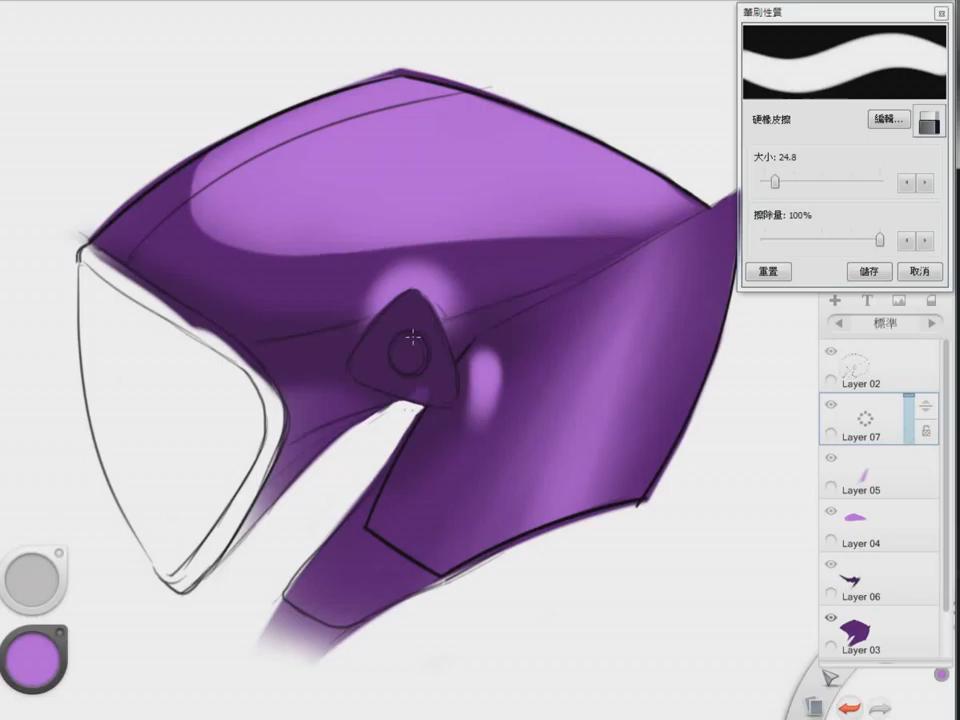 筆刷性質
硬橡皮擦
編輯...
大小: 24.8
擦除量: 100%
重置
儲存
取消
T
標準
Layer 02
Layer 07
Layer 05
Layer 04
Layer 06
Layer 03